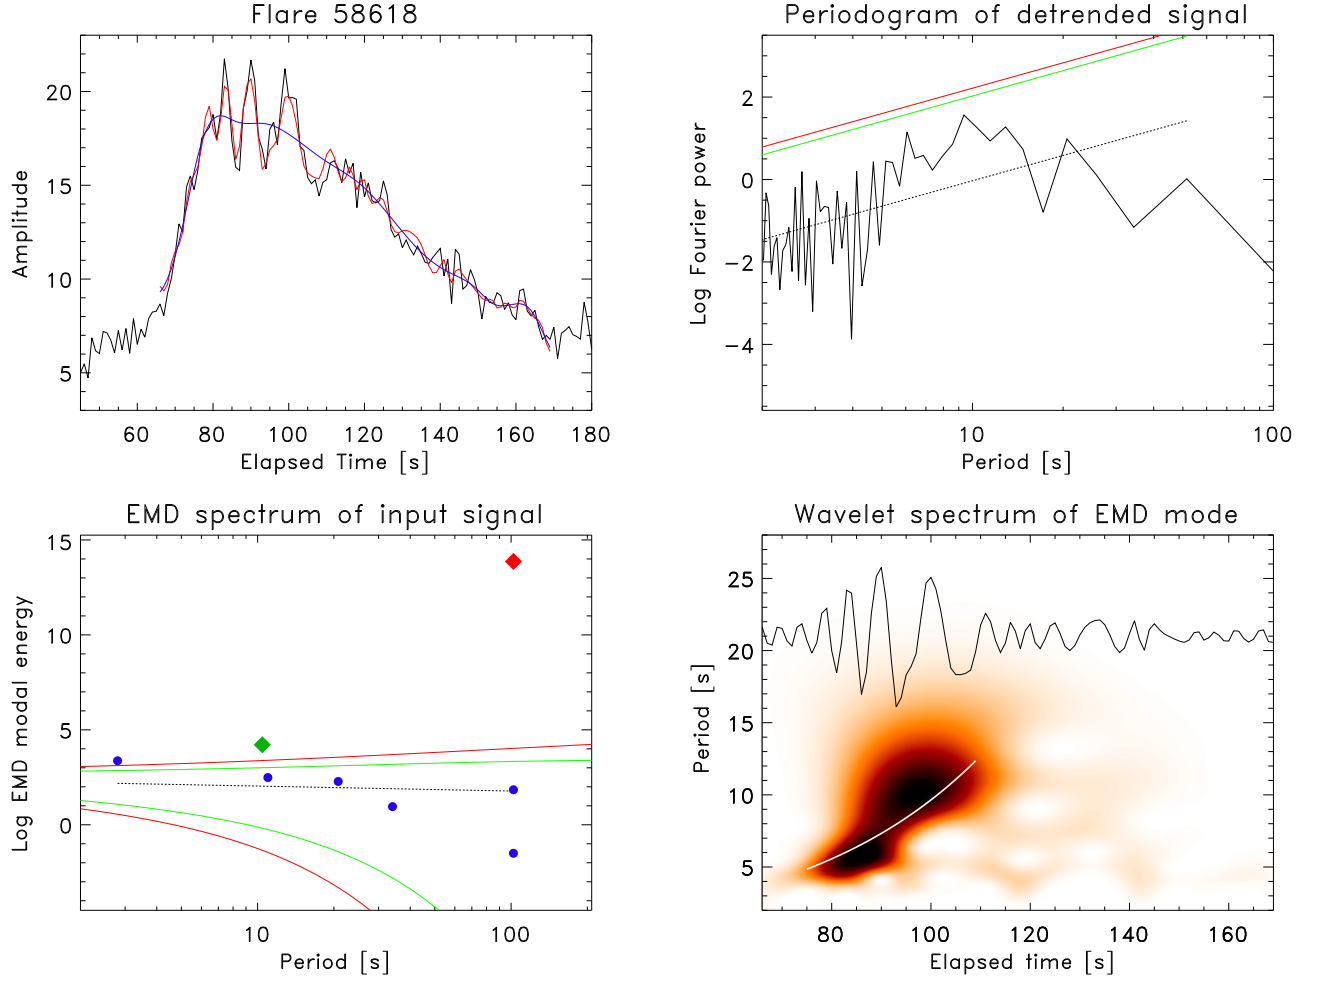 Flare 58618
20
15
10
5
Amplitude
60 80 100 120 140 160 180
Elapsed Time [s]
Periodogram of detrended signal
2
0
−2
−4
Log Fourier power
10 100
Period [s]
EMD spectrum of input signal
15
10
5
0
Log EMD modal energy
10 100
Period [s]
Wavelet spectrum of EMD mode
25
20
15
10
5
Period [s]
80 100 120 140 160
Elapsed time [s]